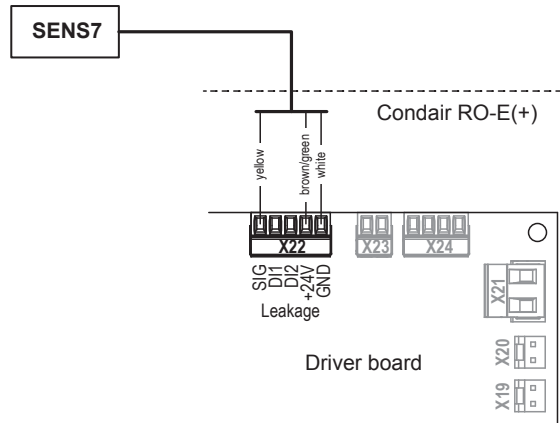 SENS7
Condair RO-E(+)
yellow
brown/green
white
X22
X23
X24
SIG
DI1
DI2
+24V
GND
Leakage
X21
Driver board
X20
X19